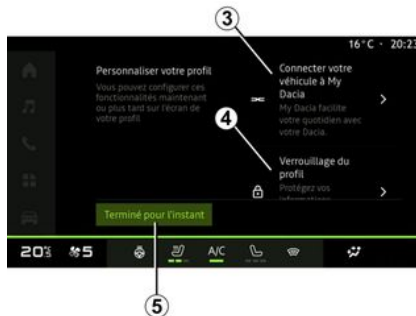 3
16°C · 20:23
Personnaliser votre profil
Vous pouvez configurer ces
fonctionnalités maintenant
ou plus tard sur l'écran de
votre profil
Connecter votre
véhicule à My
Dacia
My Dacia facilite
votre quotidien avec
votre Dacia.
4
Verrouillage du
profil
Protégez vos
informations
Terminé pour l'instant
20 5 A/C
5